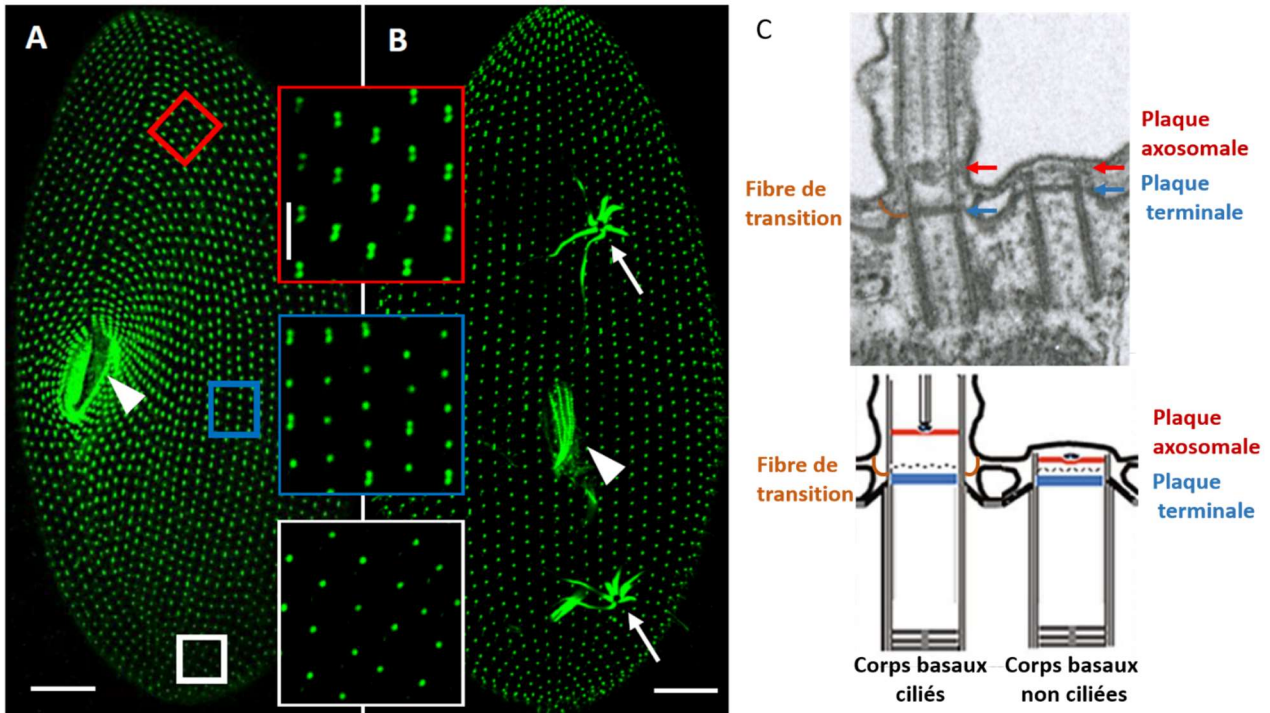 A
B
C
Plaque
axosomale
Plaque
terminale
Fibre de
transition
Plaque
axosomale
Plaque
terminale
Fibre de
transition
Corps basaux
ciliés
Corps basaux
non ciliées